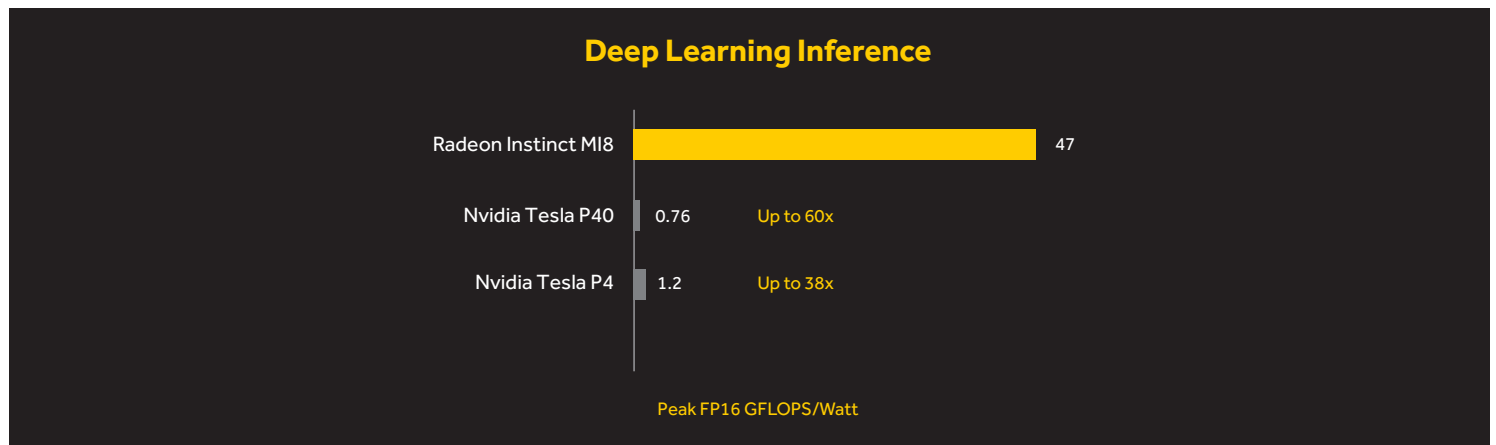 Deep Learning Inference
Radeon Instinct MI8 47
Nvidia Tesla P40 0.76 Up to 60x
Nvidia Tesla P4 1.2 Up to 38x
Peak FP16 GFLOPS/Watt